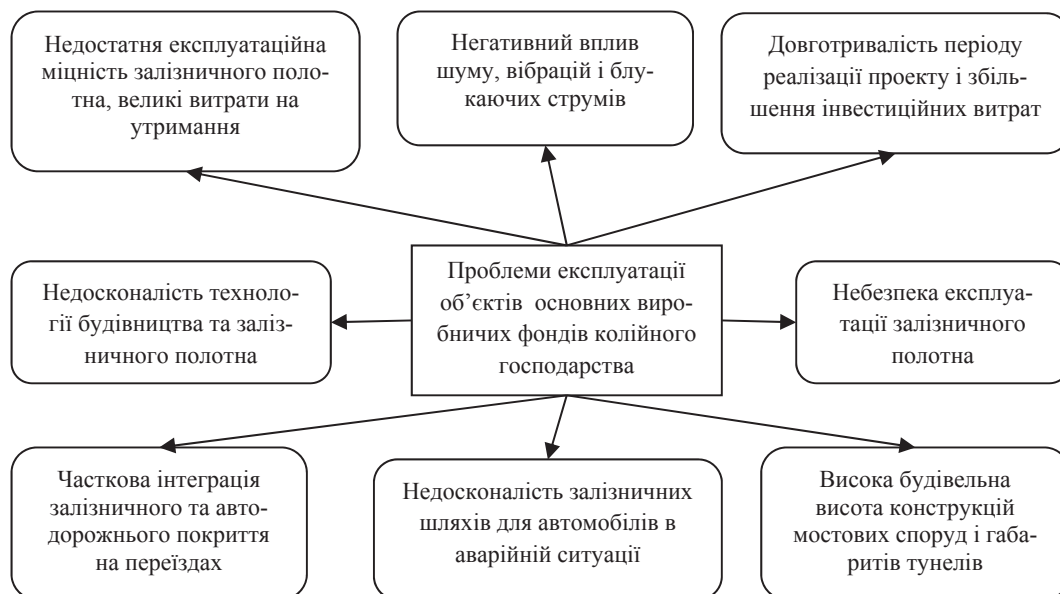 Недостатня експлуатаційна
міцність залізничного поло-
тна, великі витрати на
утримання
Негативний вплив
шуму, вібрацій і блу-
каючих струмів
Довготривалість періоду
реалізації проекту і збіль-
шення інвестиційних витрат
Недосконалість техноло-
гії будівництва та заліз-
ничного полотна
Проблеми експлуатації
об’єктів основних виро-
бничих фондів колійного
господарства
Небезпека експлуа-
тації залізничного
полотна
Часткова інтеграція
залізничного та авто-
дорожнього покриття
на переїздах
Недосконалість залізничних
шляхів для автомобілів в
аварійній ситуації
Висока будівельна
висота конструкцій
мостових споруд і габа-
ритів тунелів